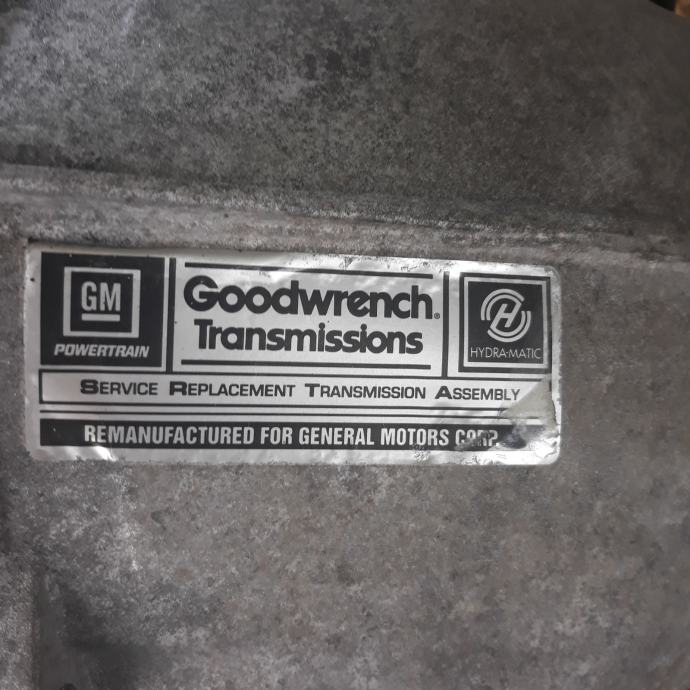 GM
POWERTRAIN
Goodwrench®
Transmissions
H
HYDRA-MATIC
SERVICE REPLACEMENT TRANSMISSION ASSEMBLY
REMANUFACTURED FOR GENERAL MOTORS CORP.